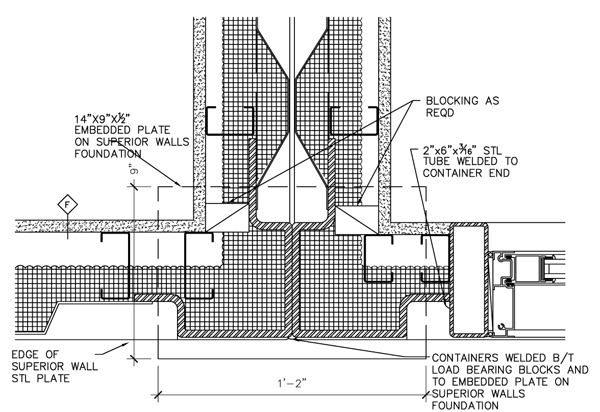 14"X9"X½"
EMBEDDED PLATE
ON SUPERIOR WALLS
FOUNDATION
9"
F
BLOCKING AS
REQD
2"x6"x3/16" STL
TUBE WELDED TO
CONTAINER END
EDGE OF
SUPERIOR WALL
STL PLATE
1'-2"
CONTAINERS WELDED B/T
LOAD BEARING BLOCKS AND
TO EMBEDDED PLATE ON
SUPERIOR WALLS
FOUNDATION